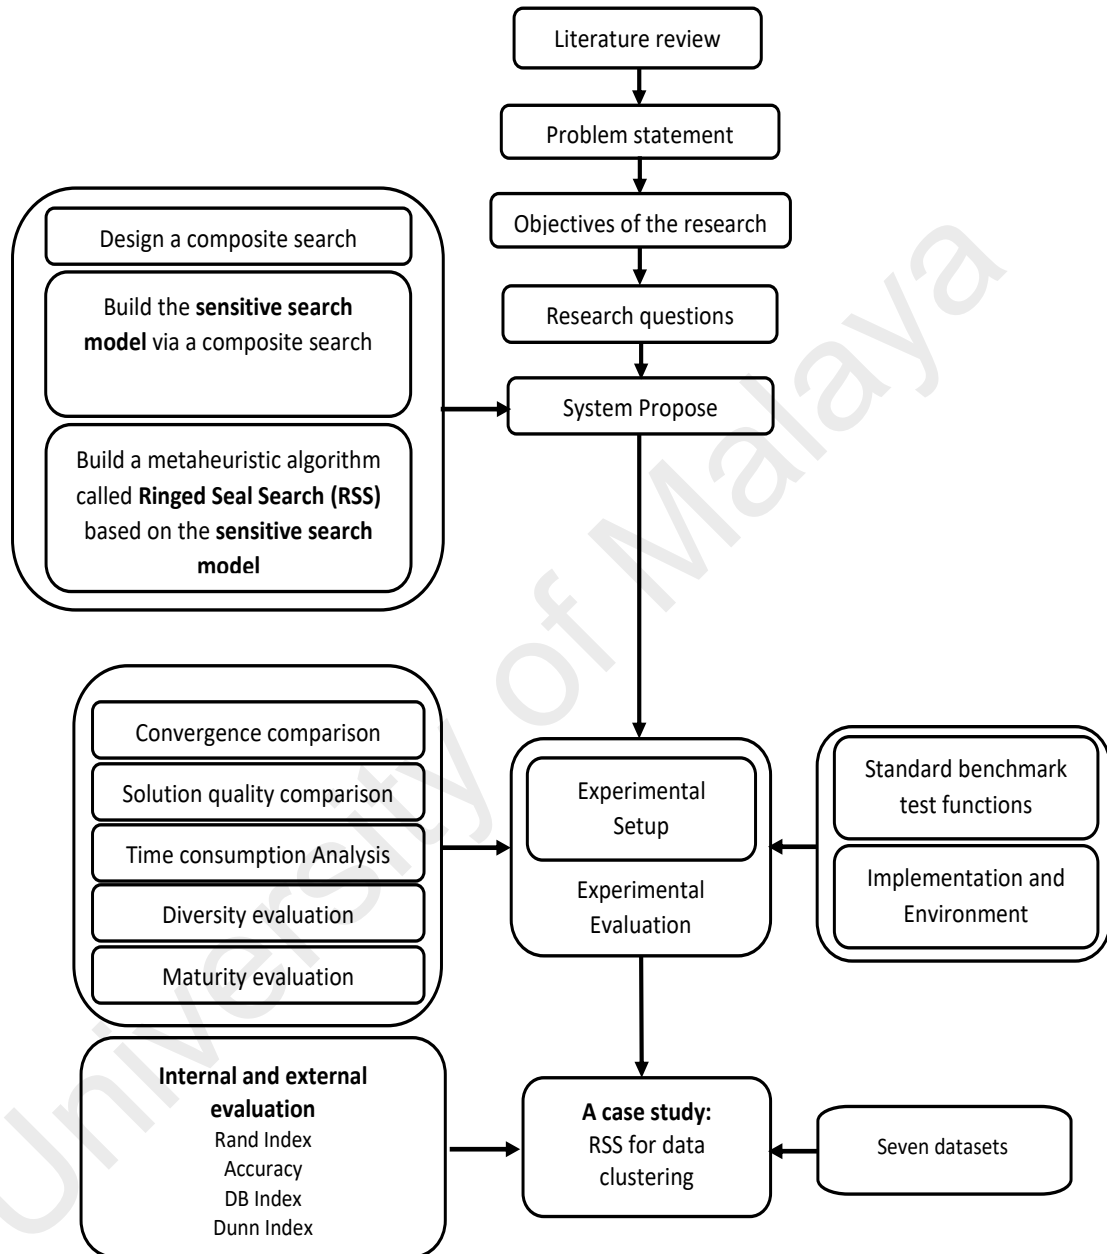 Literature review
Problem statement
Objectives of the research
Research questions
System Propose
Design a composite search
Build the sensitive search
model via a composite search
Build a metaheuristic algorithm
called Ringed Seal Search (RSS)
based on the sensitive search
model
Convergence comparison
Solution quality comparison
Time consumption Analysis
Diversity evaluation
Maturity evaluation
Experimental
Setup
Experimental
Evaluation
Standard benchmark
test functions
Implementation and
Environment
Internal and external
evaluation
Rand Index
Accuracy
DB Index
Dunn Index
A case study:
RSS for data
clustering
Seven datasets
University of Malaya